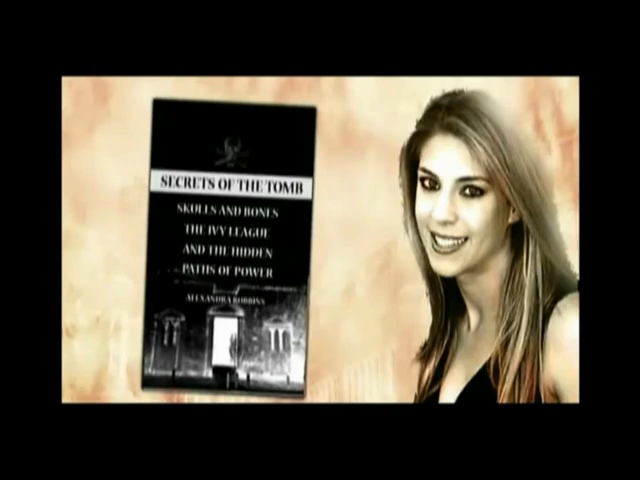 SECRETS OF THE TOMB
SKULLS AND BONES
THE IVY LEAGUE
AND THE HIDDEN
PATHS OF POWER
ALEXANDRA ROBBINS